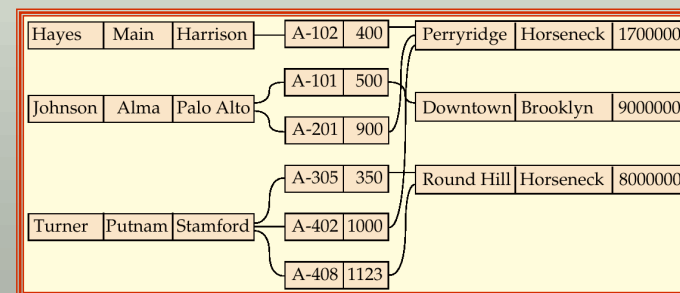 Hayes Main Harrison A-102 400 Perryridge Horseneck 1700000
A-101 500
Johnson Alma Palo Alto Downtown Brooklyn 9000000
A-201 900
A-305 350 Round Hill Horseneck 8000000
Turner Putnam Stamford A-402 1000
A-408 1123